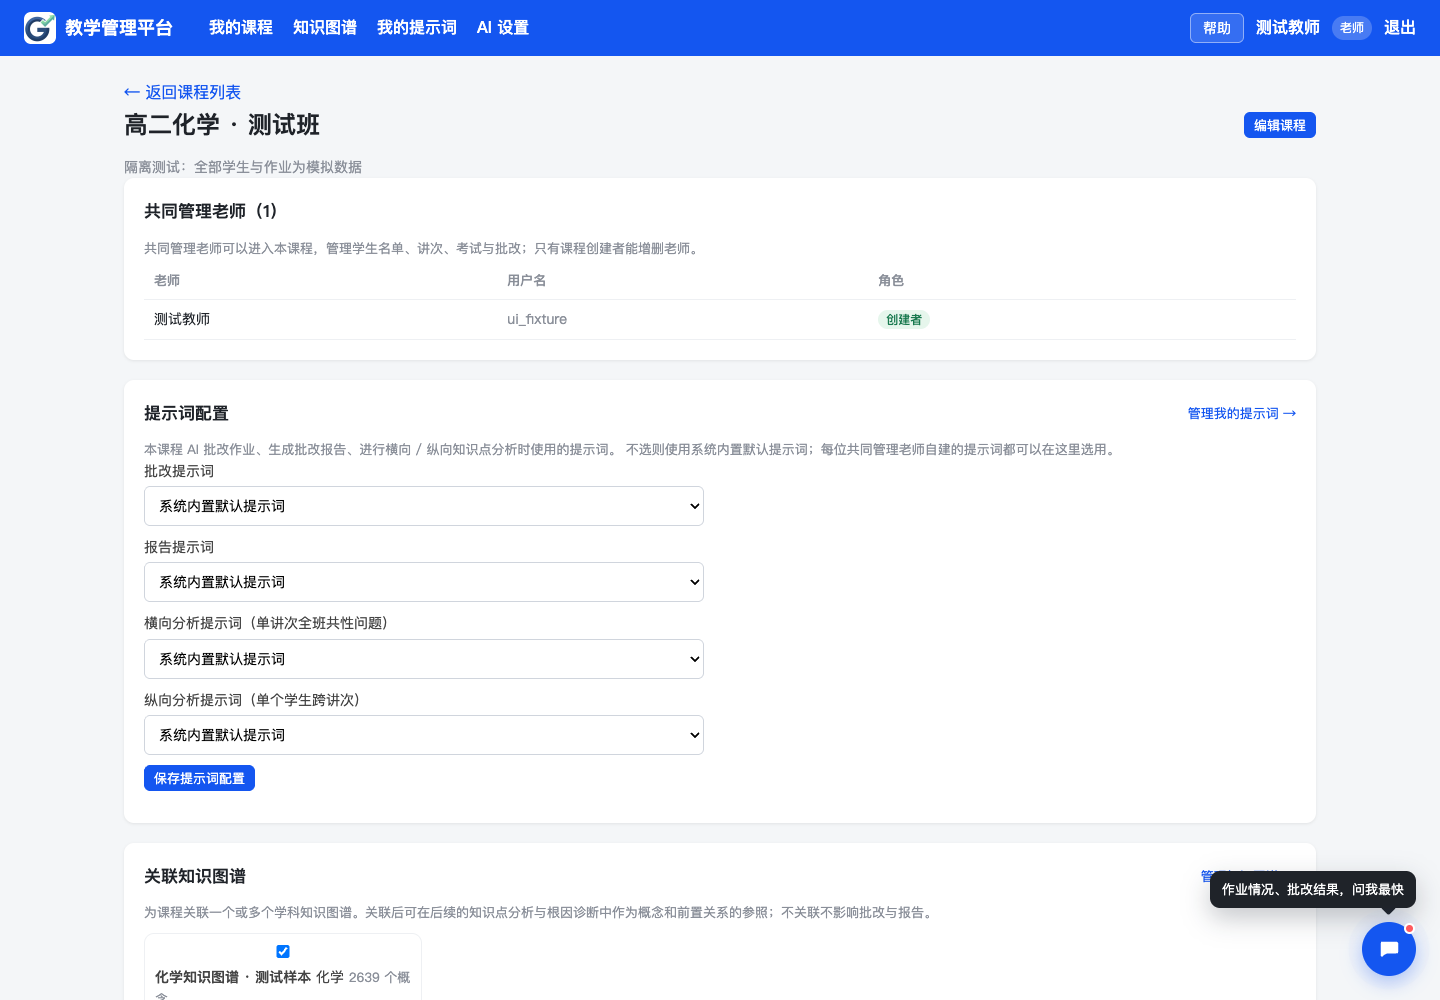 教学管理平台 我的课程 知识图谱 我的提示词 AI 设置 帮助 测试教师 老师 退出
← 返回课程列表
高二化学 · 测试班 编辑课程
隔离测试：全部学生与作业为模拟数据
共同管理老师（1）
共同管理老师可以进入本课程，管理学生名单、讲次、考试与批改；只有课程创建者能增删老师。
老师 用户名 角色
测试教师 ui_fixture 创建者
提示词配置 管理我的提示词 →
本课程 AI 批改作业、生成批改报告、进行横向 / 纵向知识点分析时使用的提示词。 不选则使用系统内置默认提示词；每位共同管理老师自建的提示词都可以在这里选用。
批改提示词
系统内置默认提示词
报告提示词
系统内置默认提示词
横向分析提示词（单讲次全班共性问题）
系统内置默认提示词
纵向分析提示词（单个学生跨讲次）
系统内置默认提示词
保存提示词配置
关联知识图谱
作业情况、批改结果，问我最快
为课程关联一个或多个学科知识图谱。关联后可在后续的知识点分析与根因诊断中作为概念和前置关系的参照；不关联不影响批改与报告。
化学知识图谱 · 测试样本 化学 2639 个概
念